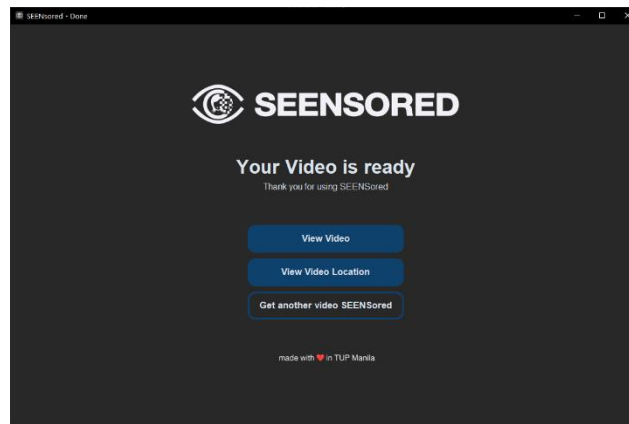 SEENsored - Done
SEENSORED
Your Video is ready
Thank you for using SEENSored
View Video
View Video Location
Get another video SEENSored
made with ❤️ in TUP Manila